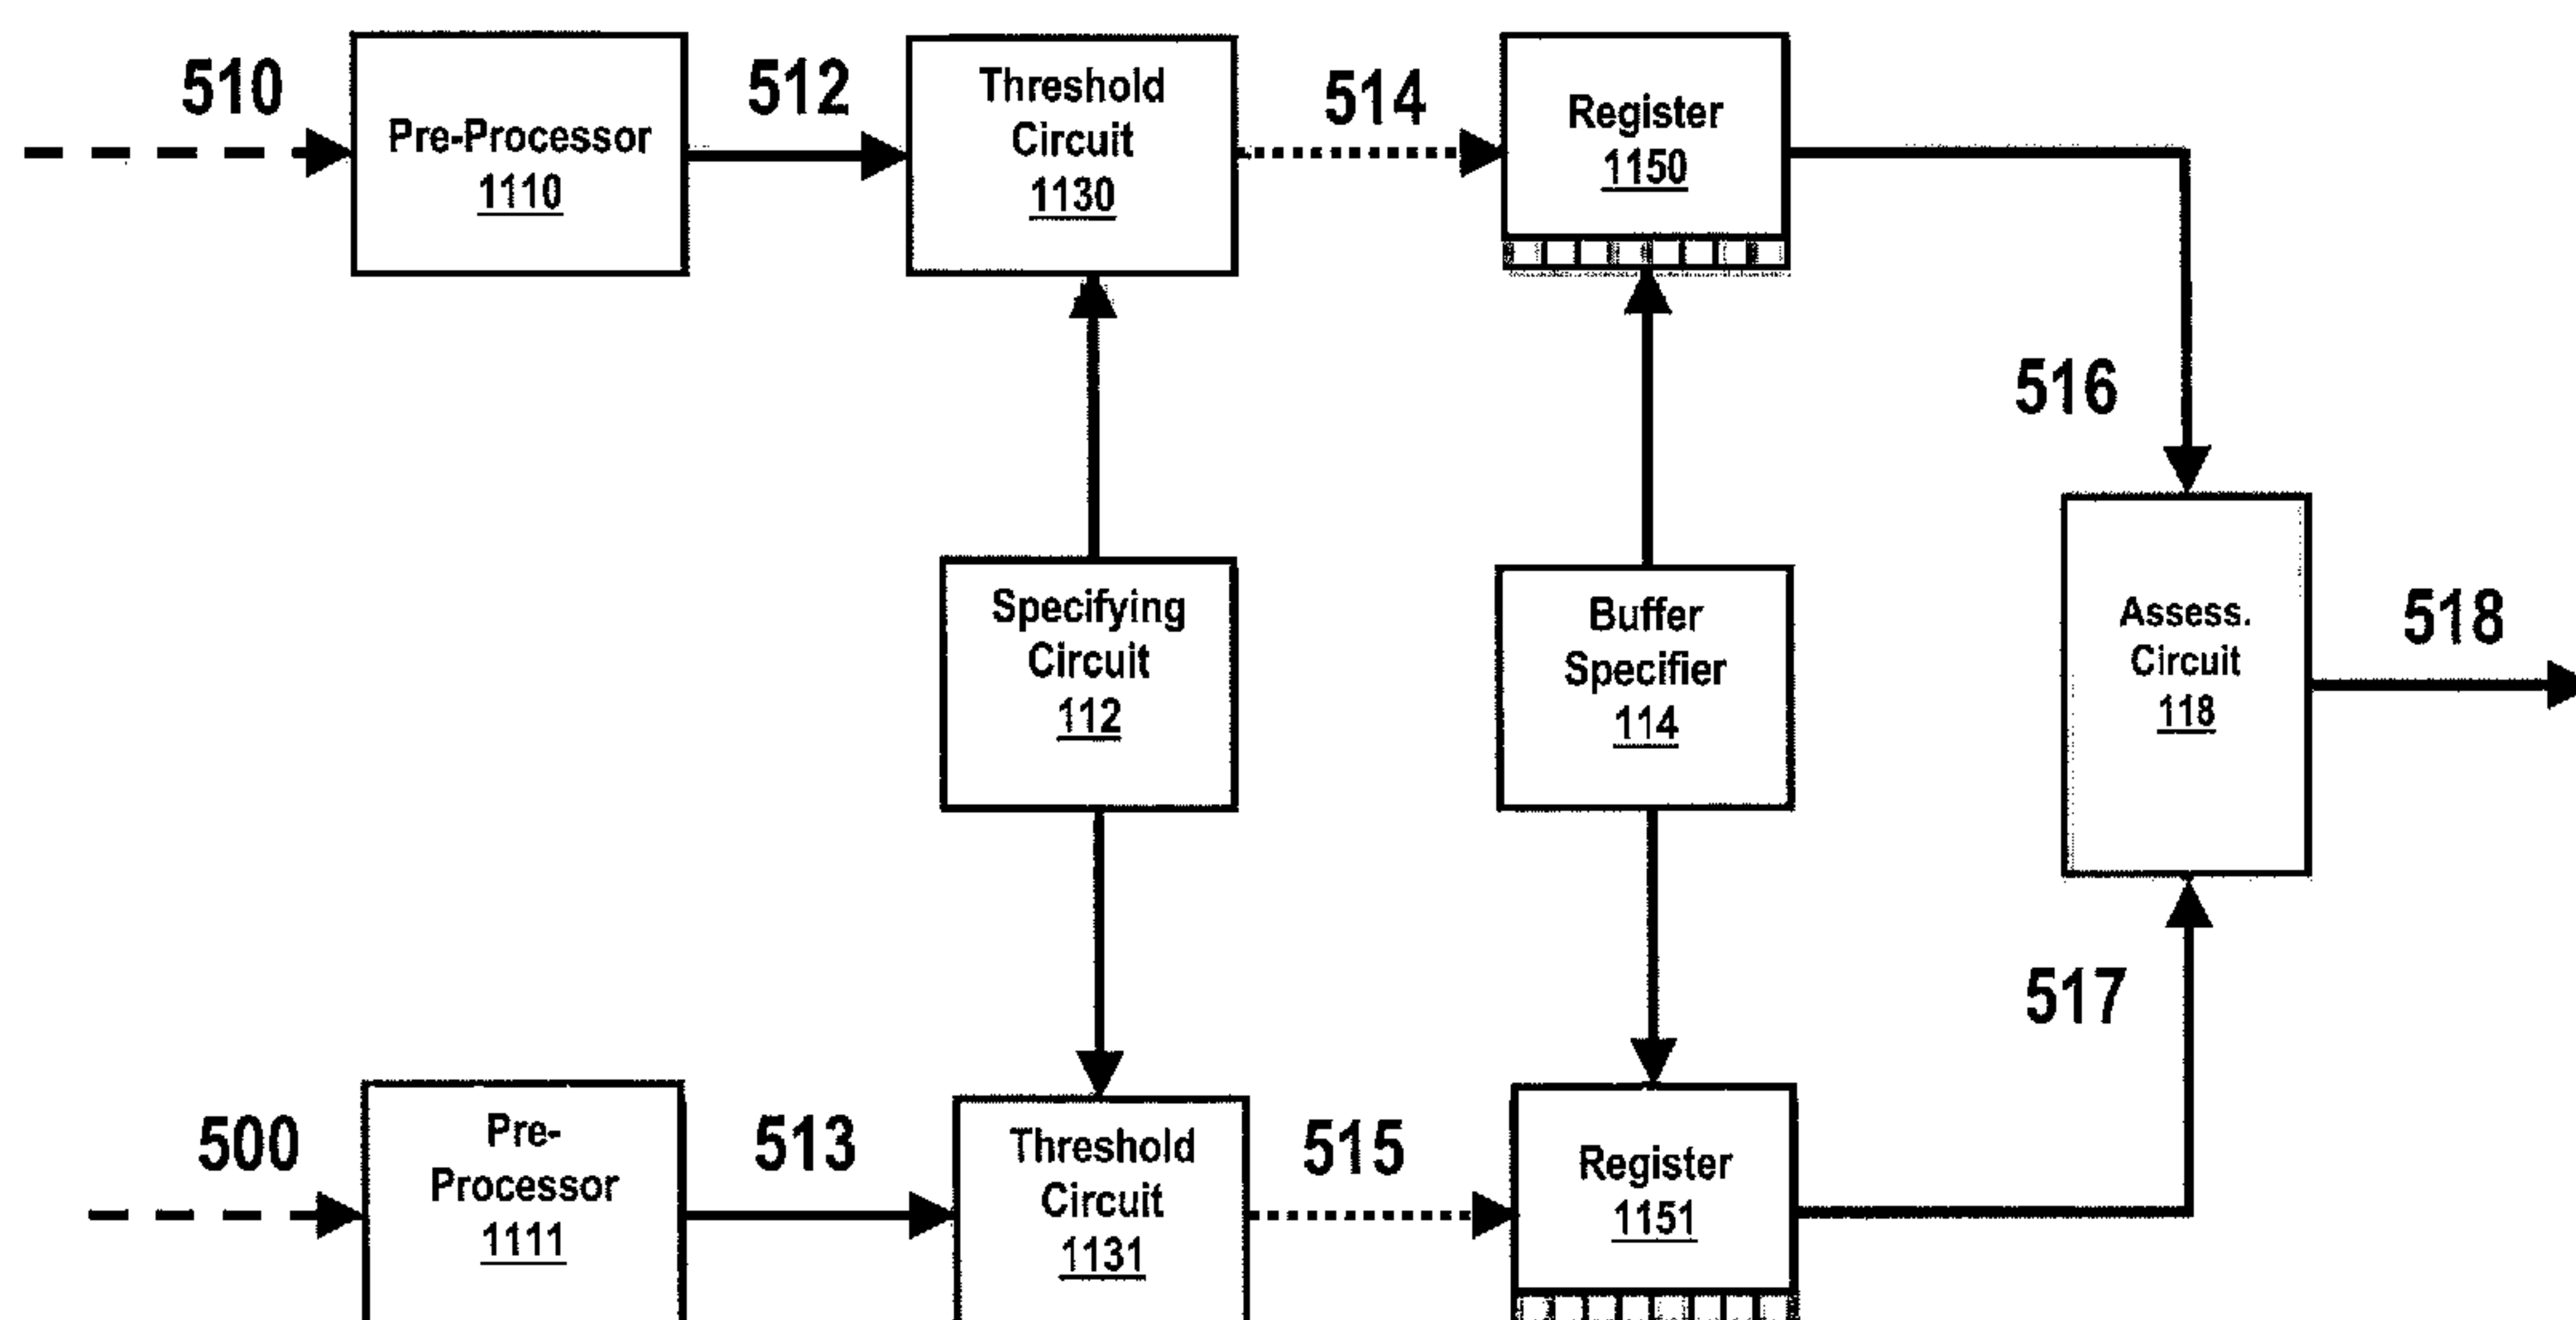 510
Pre-Processor
1110
512
Threshold
Circuit
1130
514
Register
1150
516
Specifying
Circuit
112
Buffer
Specifier
114
Assess.
Circuit
118
518
517
500
Pre-
Processor
1111
513
Threshold
Circuit
1131
515
Register
1151